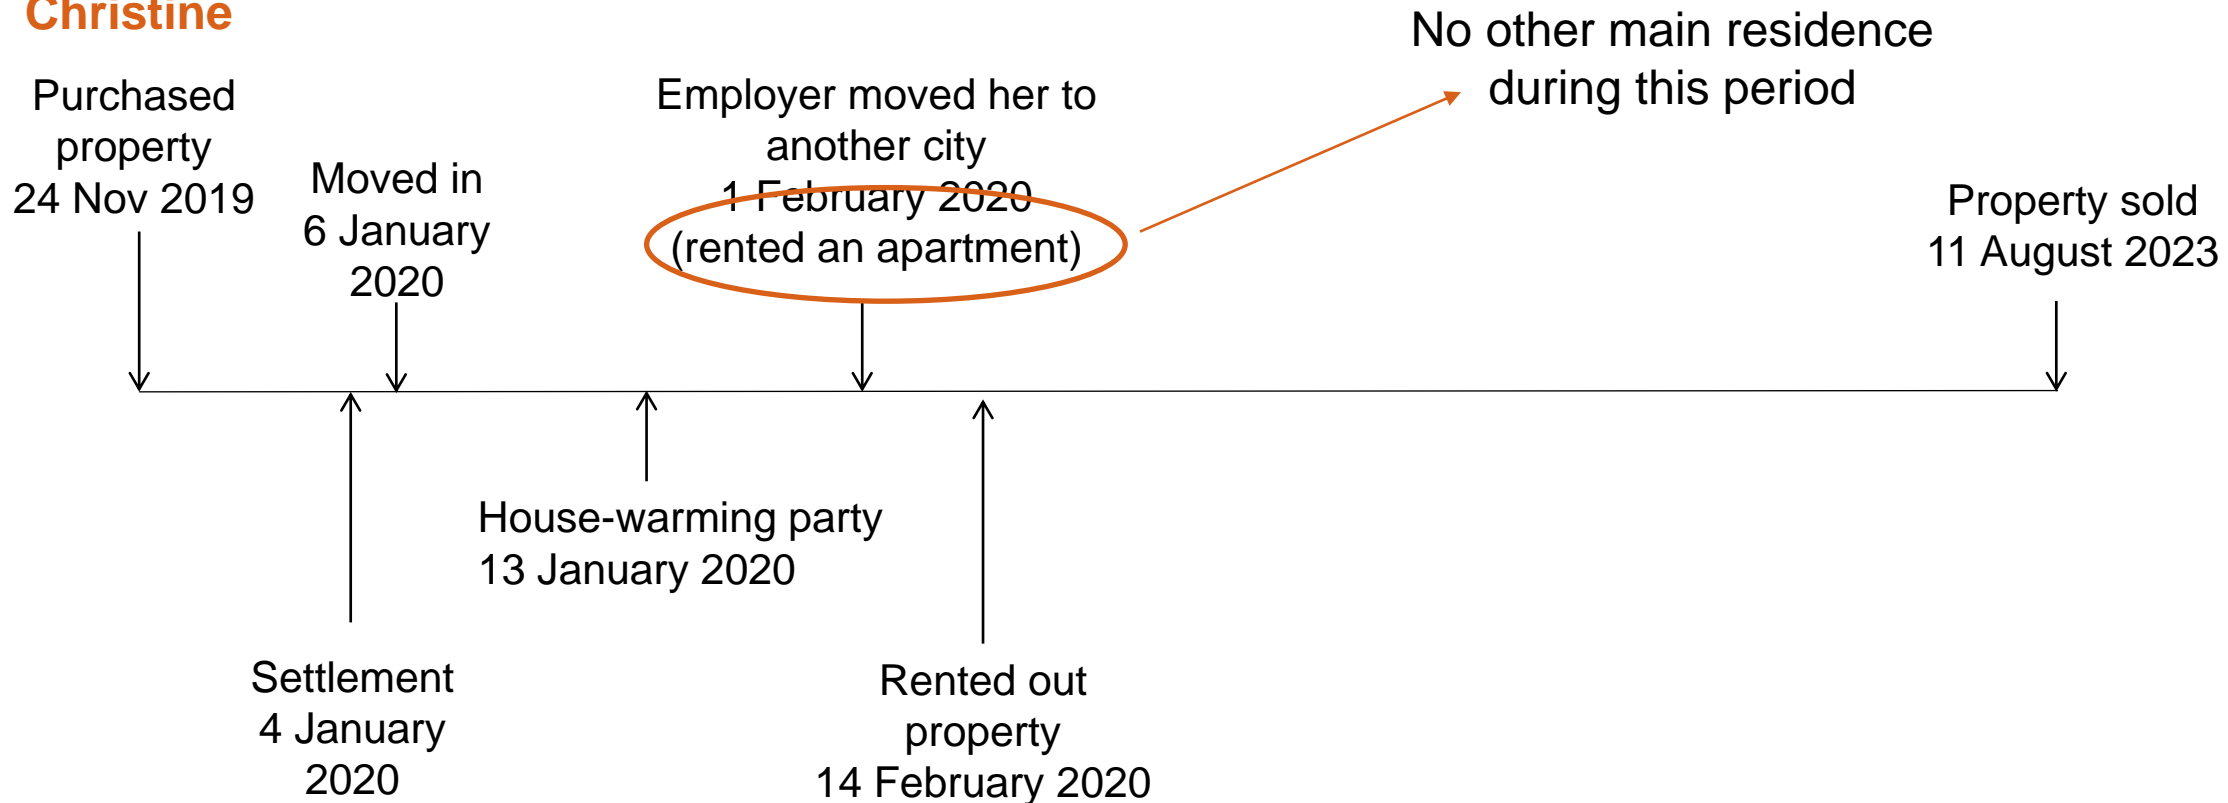 Christine
Purchased
property
24 Nov 2019
Moved in
6 January
2020
Employer moved her to
another city
1 February 2020
(rented an apartment)
No other main residence
during this period
Property sold
11 August 2023
Settlement
4 January
2020
House-warming party
13 January 2020
Rented out
property
14 February 2020